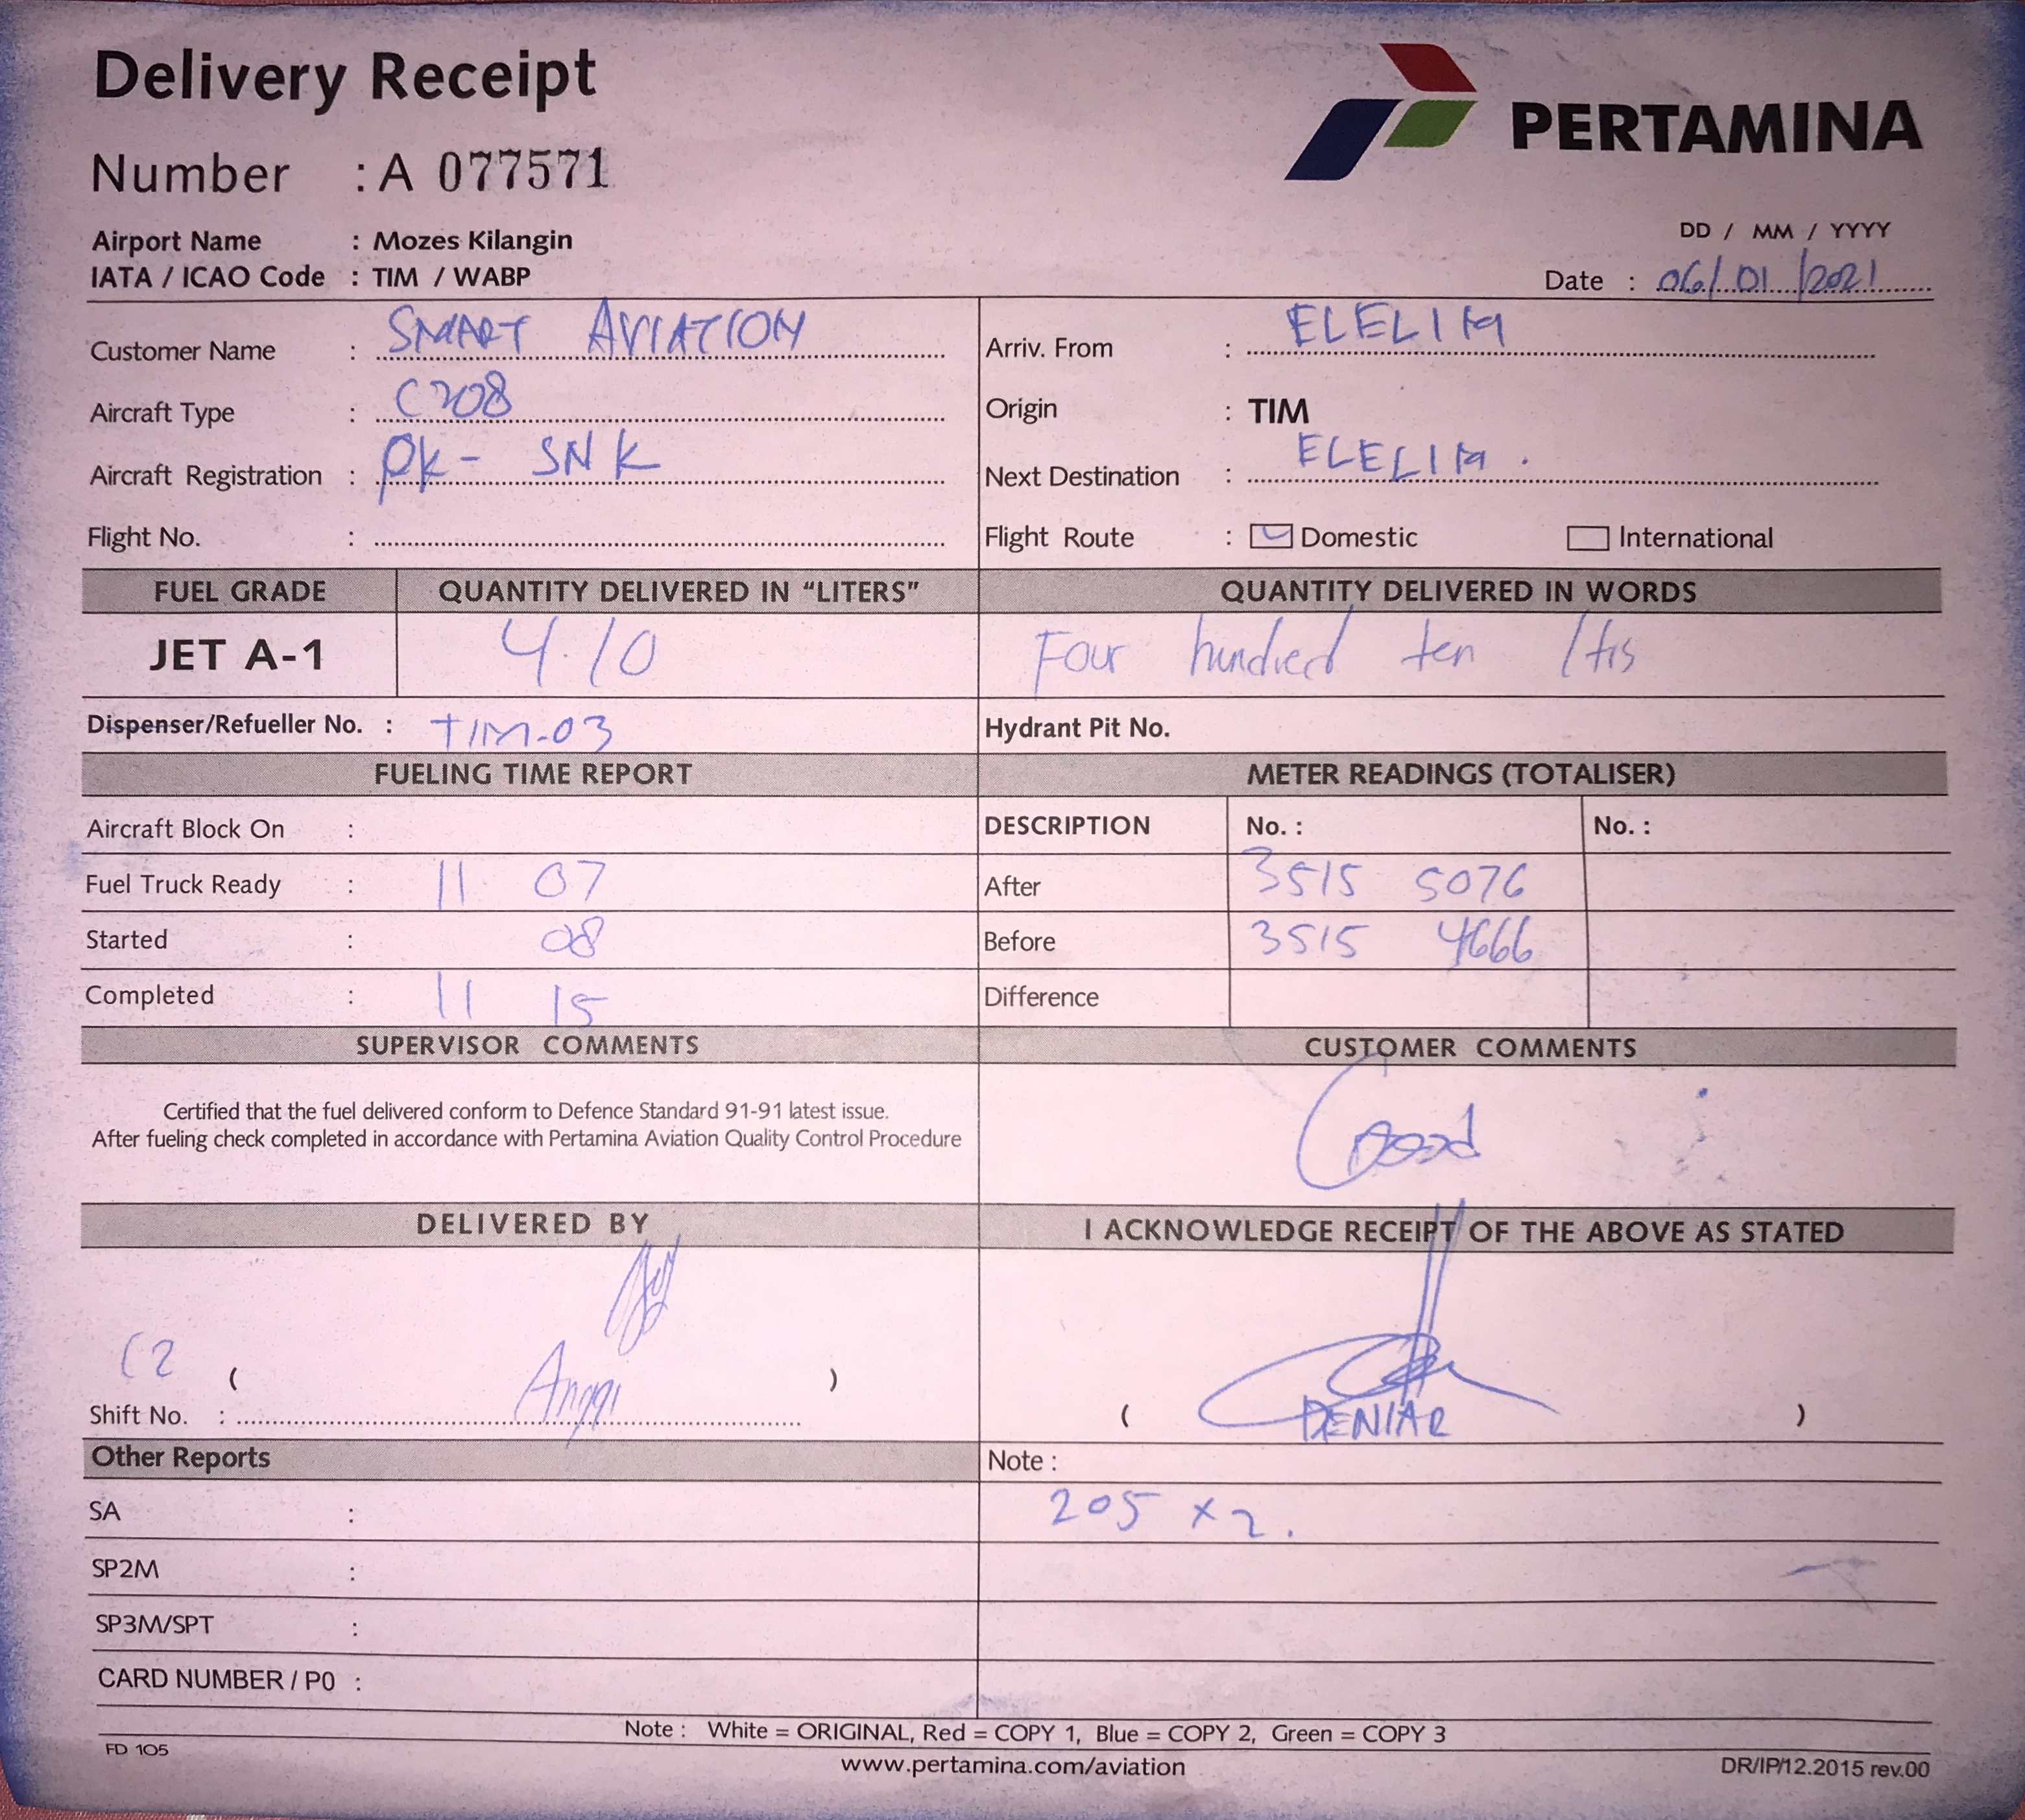 Delivery Receipt
PERTAMINA
Number : A 077571
Airport Name : Mozes Kilangin
IATA / ICAO Code : TIM / WABP
DD / MM / YYYY
Date : 06/01/2021
Customer Name : SMART AVIATION
Arriv. From : ELELIM
Aircraft Type : C208
Origin : TIM
Aircraft Registration : PK- SNK
Next Destination : ELELIM.
Flight No. :
Flight Route : Domestic International
FUEL GRADE QUANTITY DELIVERED IN “LITERS” QUANTITY DELIVERED IN WORDS
JET A-1 4.10 Four hundred ten ltrs
Dispenser/Refueller No. : TIM-03 Hydrant Pit No.
FUELING TIME REPORT METER READINGS (TOTALISER)
Aircraft Block On : DESCRIPTION No. : No. :
Fuel Truck Ready : 11 07 After 3515 5076
Started : 08 Before 3515 4666
Completed : 11 15 Difference
SUPERVISOR COMMENTS CUSTOMER COMMENTS
Certified that the fuel delivered conform to Defence Standard 91-91 latest issue.
After fueling check completed in accordance with Pertamina Aviation Quality Control Procedure
Good
DELIVERED BY I ACKNOWLEDGE RECEIPT OF THE ABOVE AS STATED
C2 ( Anggi )
Shift No. : ( DENIAR )
Other Reports Note :
SA : 205 x 2.
SP2M :
SP3M/SPT :
CARD NUMBER / P0 :
Note : White = ORIGINAL, Red = COPY 1, Blue = COPY 2, Green = COPY 3
FD 105 www.pertamina.com/aviation DR/IP/12.2015 rev.00